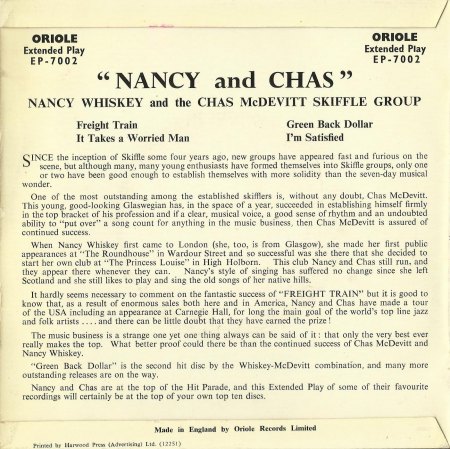 ORIOLE ORIOLE
Extended Play Extended Play
EP-7002 EP-7002
“NANCY and CHAS”
NANCY WHISKEY and the CHAS McDEVITT SKIFFLE GROUP
Freight Train Green Back Dollar
It Takes a Worried Man I'm Satisfied
SINCE the inception of Skiffle some four years ago, new groups have appeared fast and furious on the
scene, but although many, many young enthusiasts have formed themselves into Skiffle groups, only one
or two have been good enough to establish themselves with more solidity than the seven-day musical
wonder.
One of the most outstanding among the established skifflers is, without any doubt, Chas McDevitt.
This young, good-looking Glaswegian has, in the space of a year, succeeded in establishing himself firmly
in the top bracket of his profession and if a clear, musical voice, a good sense of rhythm and an undoubted
ability to “put over” a song count for anything in the music business, then Chas McDevitt is assured of
continued success.
When Nancy Whiskey first came to London (she, too, is from Glasgow), she made her first public
appearances at “The Roundhouse” in Wardour Street and so successful was she there that she decided to
start her own club at “The Princess Louise” in High Holborn. This club Nancy and Chas still run, and
they appear there whenever they can. Nancy's style of singing has suffered no change since she left
Scotland and she still likes to play and sing the old songs of her native hills.
It hardly seems necessary to comment on the fantastic success of “FREIGHT TRAIN” but it is good to
know that, as a result of enormous sales both here and in America, Nancy and Chas have made a tour
of the USA including an appearance at Carnegie Hall, for long the main goal of the world's top line jazz
and folk artists .... and there can be little doubt that they have earned the prize!
The music business is a strange one yet one thing always can be said of it: that only the very best ever
really makes the top. What better proof could there be than the continued success of Chas McDevitt and
Nancy Whiskey.
“Green Back Dollar” is the second hit disc by the Whiskey-McDevitt combination, and many more
outstanding releases are on the way.
Nancy and Chas are at the top of the Hit Parade, and this Extended Play of some of their favourite
recordings will certainly be at the top of your own top ten discs.
Made in England by Oriole Records Limited
Printed by Harwood Press (Advertising) Ltd. (12251)